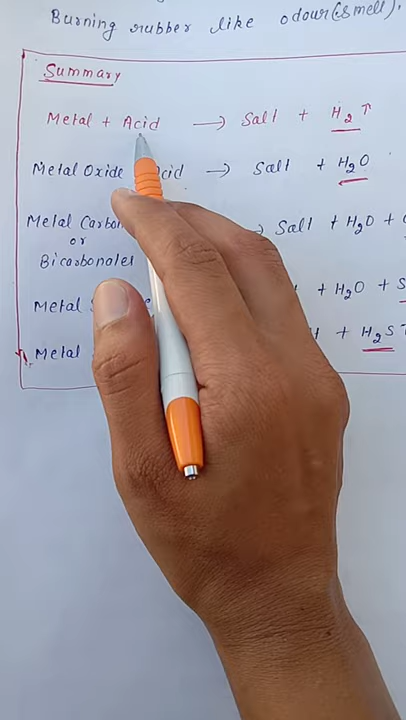 Burning rubber like odour (smell).
Summary
Metal + Acid → Salt + H₂ ↑
Metal Oxide Acid → Salt + H₂O
Metal Carbon → Salt + H₂O +
or
Bicarbonates
Metal + H₂O +
Metal + H₂S ↑